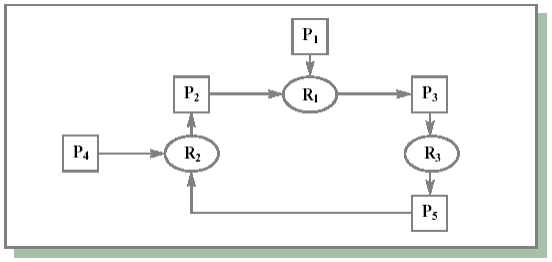 P₁
P₂ R₁ P₃
P₄ R₂ R₃
P₅